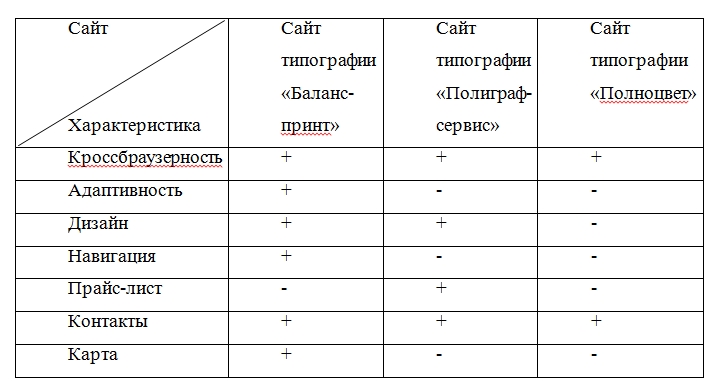 Сайт Сайт Сайт Сайт
типографии типографии типографии
«Баланс- «Полиграф- «Полноцвет»
Характеристика принт» сервис»
Кроссбраузерность + + +
Адаптивность + - -
Дизайн + + -
Навигация + - -
Прайс-лист - + -
Контакты + + +
Карта + - -